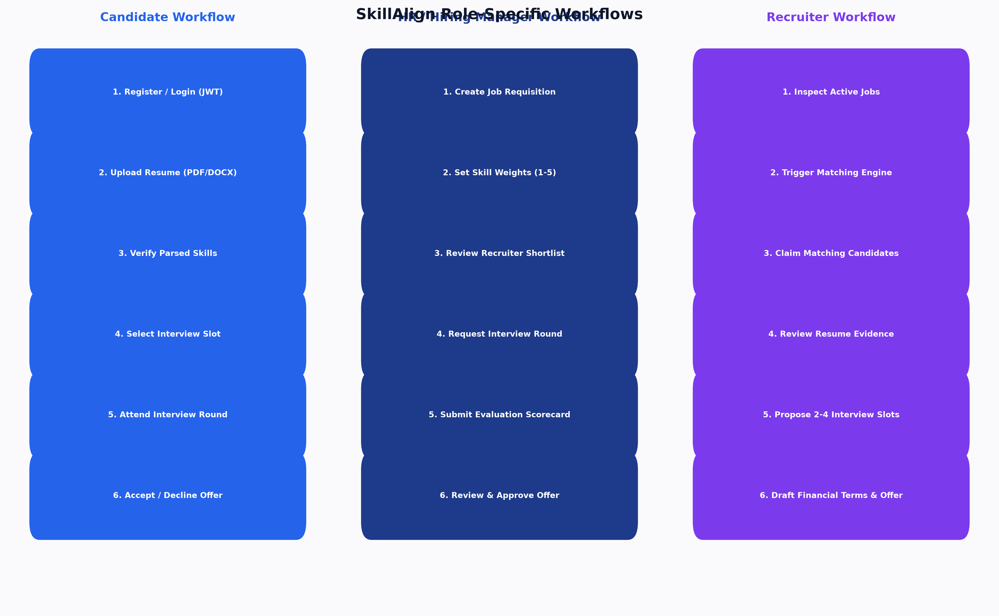 SkillAlign Role-Specific Workflows
Candidate Workflow
HR / Hiring Manager Workflow
Recruiter Workflow
1. Register / Login (JWT)
2. Upload Resume (PDF/DOCX)
3. Verify Parsed Skills
4. Select Interview Slot
5. Attend Interview Round
6. Accept / Decline Offer
1. Create Job Requisition
2. Set Skill Weights (1-5)
3. Review Recruiter Shortlist
4. Request Interview Round
5. Submit Evaluation Scorecard
6. Review & Approve Offer
1. Inspect Active Jobs
2. Trigger Matching Engine
3. Claim Matching Candidates
4. Review Resume Evidence
5. Propose 2-4 Interview Slots
6. Draft Financial Terms & Offer